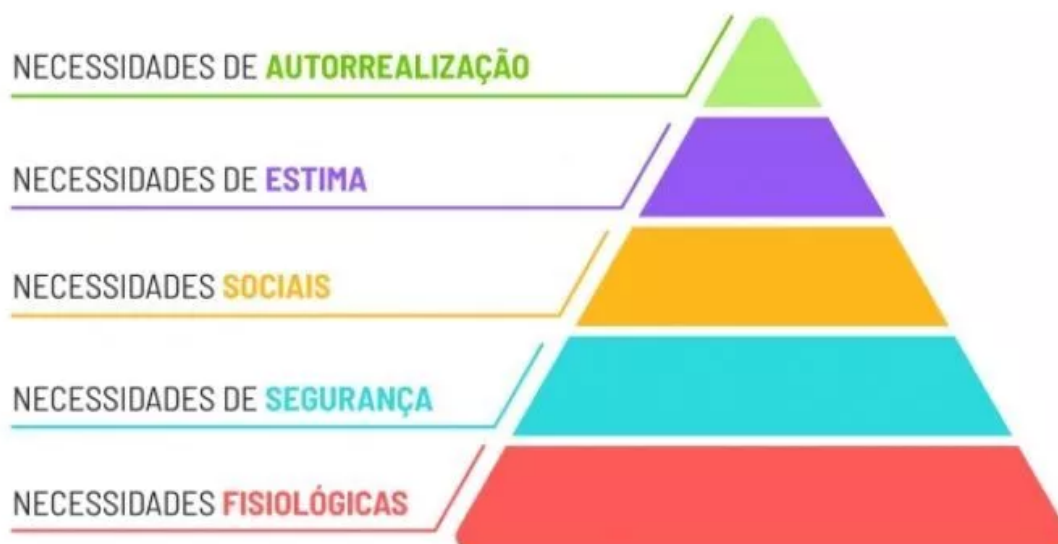 NECESSIDADES DE AUTORREALIZAÇÃO
NECESSIDADES DE ESTIMA
NECESSIDADES SOCIAIS
NECESSIDADES DE SEGURANÇA
NECESSIDADES FISIOLÓGICAS